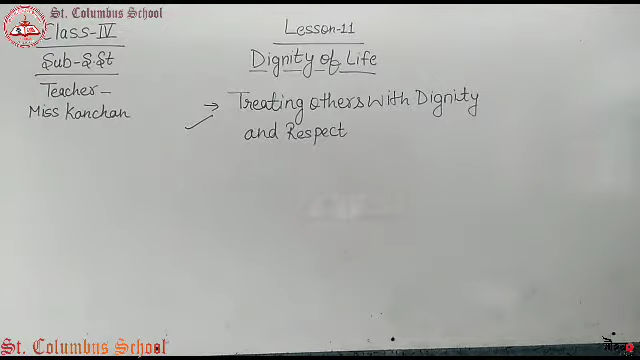 St. Columbus School
Class-IV
Sub-S.St
Teacher-
Miss Kanchan
Lesson-11
Dignity of Life
→ Treating others with Dignity
and Respect
St. Columbus School